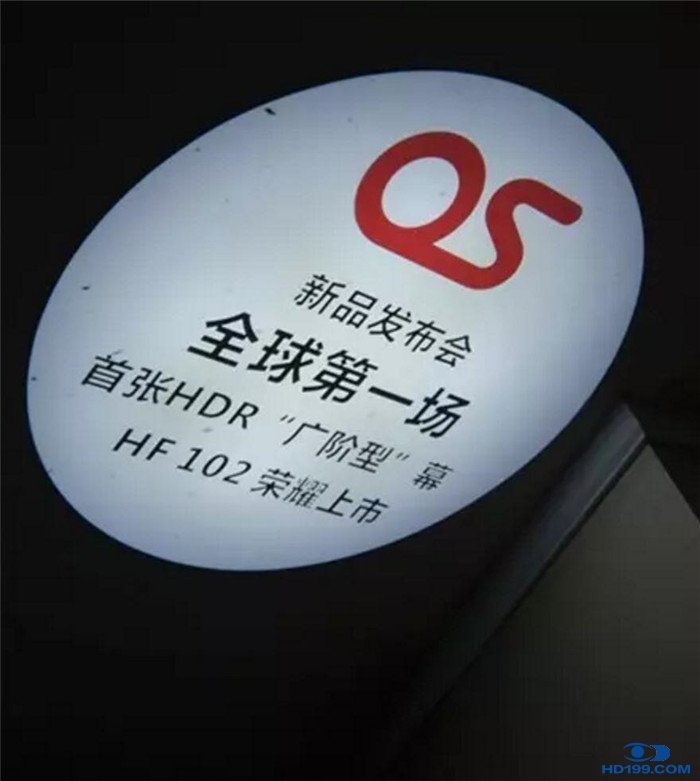 QS
新品发布会
全球第一场
首张HDR “广阶型” 幕
HF 102 荣耀上市
HD199.COM